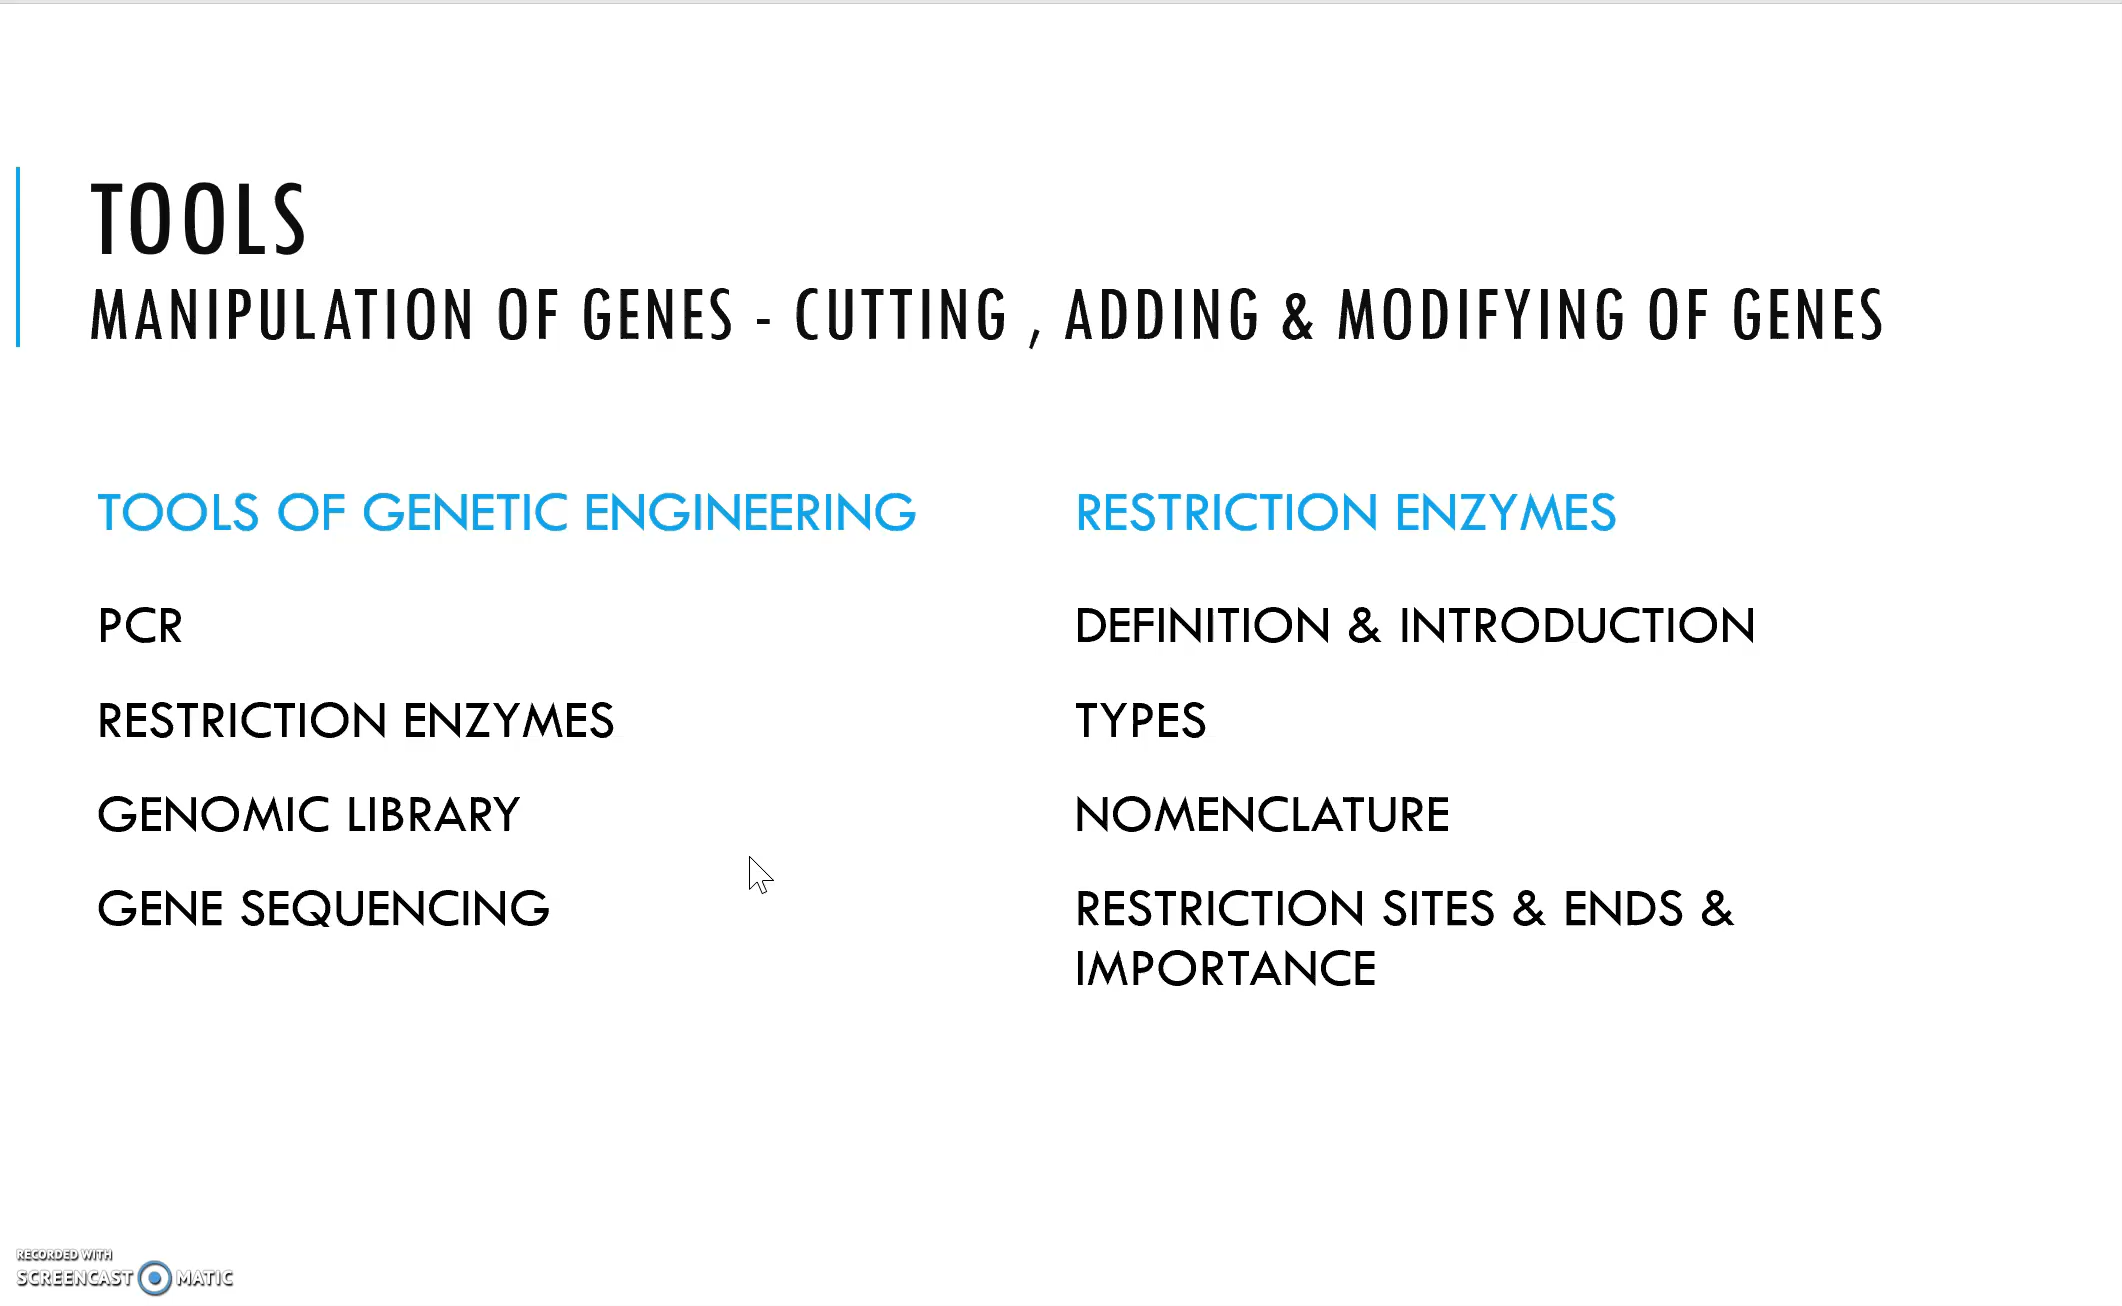 TOOLS
MANIPULATION OF GENES - CUTTING , ADDING & MODIFYING OF GENES
TOOLS OF GENETIC ENGINEERING
PCR
RESTRICTION ENZYMES
GENOMIC LIBRARY
GENE SEQUENCING
RESTRICTION ENZYMES
DEFINITION & INTRODUCTION
TYPES
NOMENCLATURE
RESTRICTION SITES & ENDS &
IMPORTANCE
RECORDED WITH
SCREENCAST MATIC